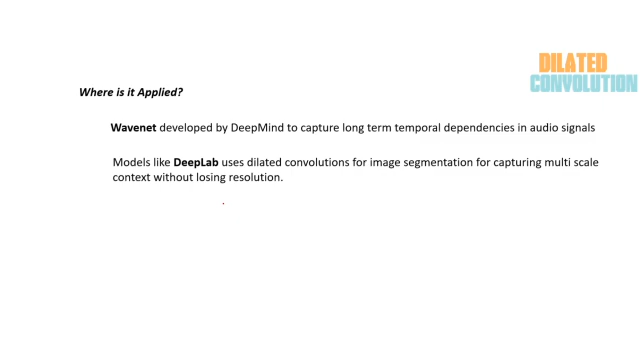 DILATED
CONVOLUTION
Where is it Applied?
Wavenet developed by DeepMind to capture long term temporal dependencies in audio signals
Models like DeepLab uses dilated convolutions for image segmentation for capturing multi scale
context without losing resolution.
.